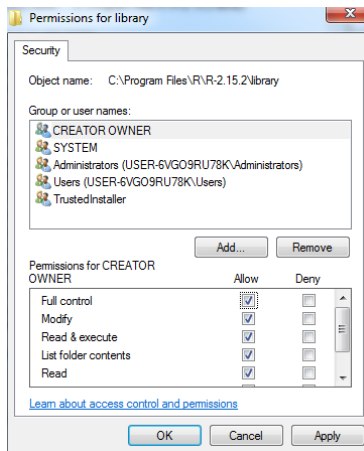 Permissions for library
Security
Object name: C:\Program Files\R\R-2.15.2\library
Group or user names:
CREATOR OWNER
SYSTEM
Administrators (USER-6VGO9RU78K\Administrators)
Users (USER-6VGO9RU78K\Users)
TrustedInstaller
Add... Remove
Permissions for CREATOR
OWNER Allow Deny
Full control
Modify
Read & execute
List folder contents
Read
Learn about access control and permissions
OK Cancel Apply